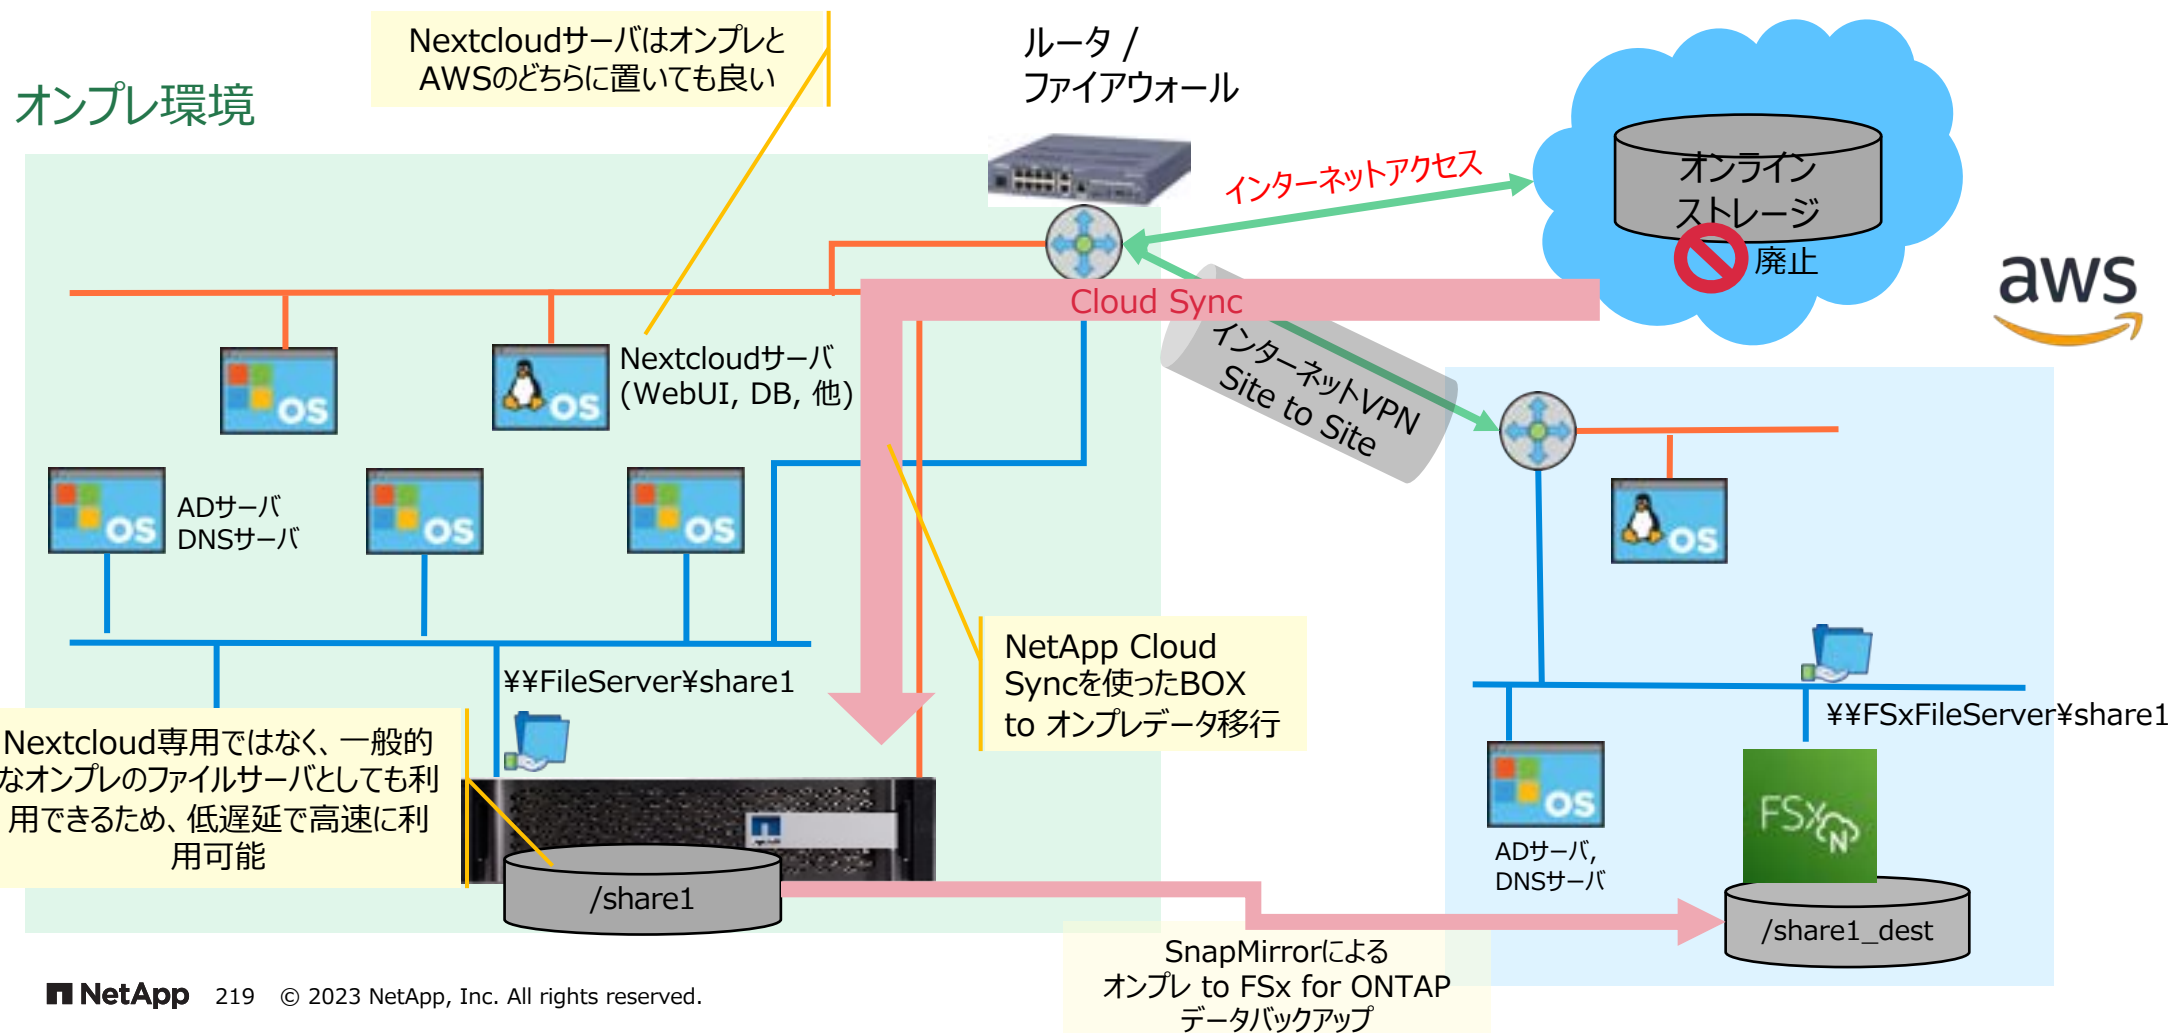 Nextcloudサーバはオンプレと
AWSのどちらに置いても良い
ルータ /
ファイアウォール
オンプレ環境
インターネットアクセス
オンライン
ストレージ
廃止
aws
Cloud Sync
インターネットVPN
Site to Site
OS
OS
Nextcloudサーバ
(WebUI, DB, 他)
OS
ADサーバ
DNSサーバ
OS
OS
OS
NetApp Cloud
Syncを使ったBOX
to オンプレデータ移行
¥¥FileServer¥share1
¥¥FSxFileServer¥share1
Nextcloud専用ではなく、一般的
なオンプレのファイルサーバとしても利
用できるため、低遅延で高速に利
用可能
OS
ADサーバ,
DNSサーバ
FSx
N
/share1
/share1_dest
SnapMirrorによる
オンプレ to FSx for ONTAP
データバックアップ
NetApp 219 © 2023 NetApp, Inc. All rights reserved.